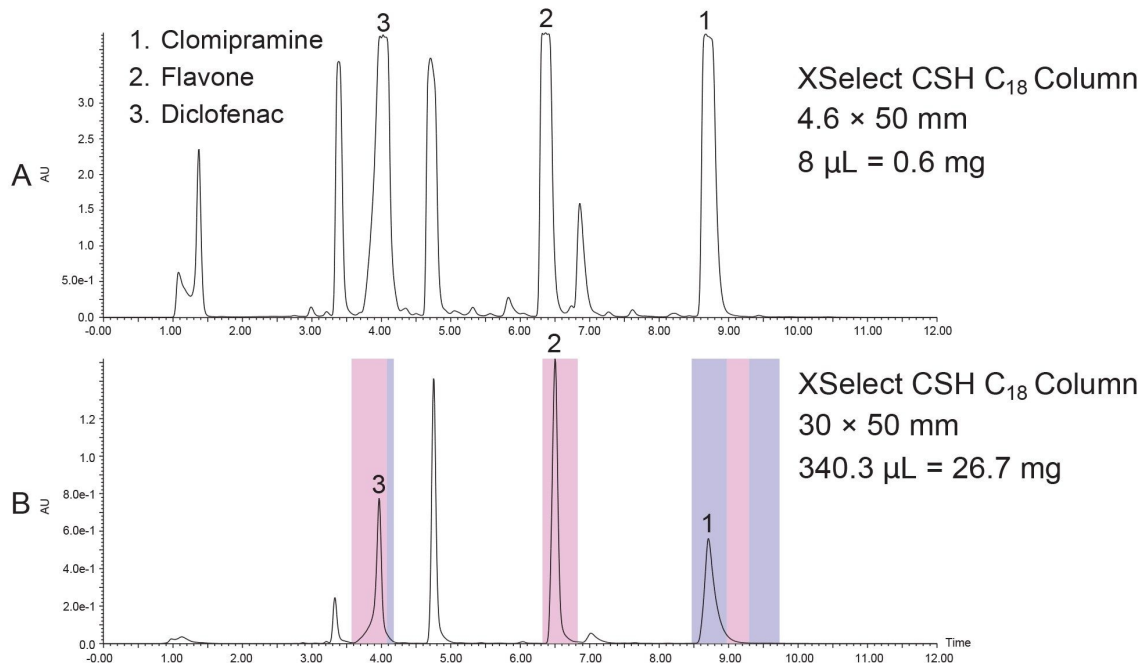 1. Clomipramine
2. Flavone
3. Diclofenac
3
2
1
XSelect CSH C18 Column
4.6 × 50 mm
8 µL = 0.6 mg
A
AU
3.0
2.5
2.0
1.5
1.0
5.0e-1
0.0
-0.00 1.00 2.00 3.00 4.00 5.00 6.00 7.00 8.00 9.00 10.00 11.00 12.00
2
3
1
XSelect CSH C18 Column
30 × 50 mm
340.3 µL = 26.7 mg
B
AU
1.2
1.0
8.0e-1
6.0e-1
4.0e-1
2.0e-1
0.0
Time
-0.00 1.00 2.00 3.00 4.00 5.00 6.00 7.00 8.00 9.00 10.00 11.00 12.00